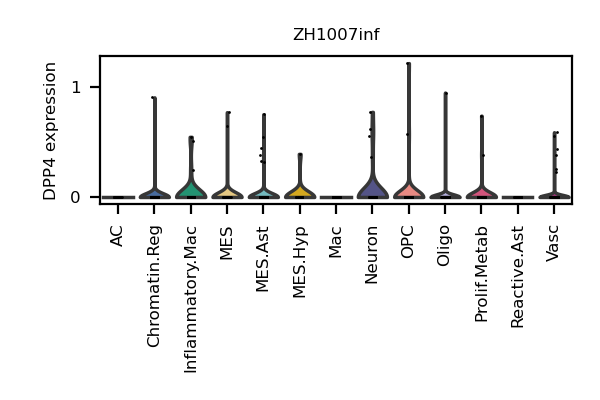 ZH1007inf
DPP4 expression
1
0
AC
Chromatin.Reg
Inflammatory.Mac
MES
MES.Ast
MES.Hyp
Mac
Neuron
OPC
Oligo
Prolif.Metab
Reactive.Ast
Vasc